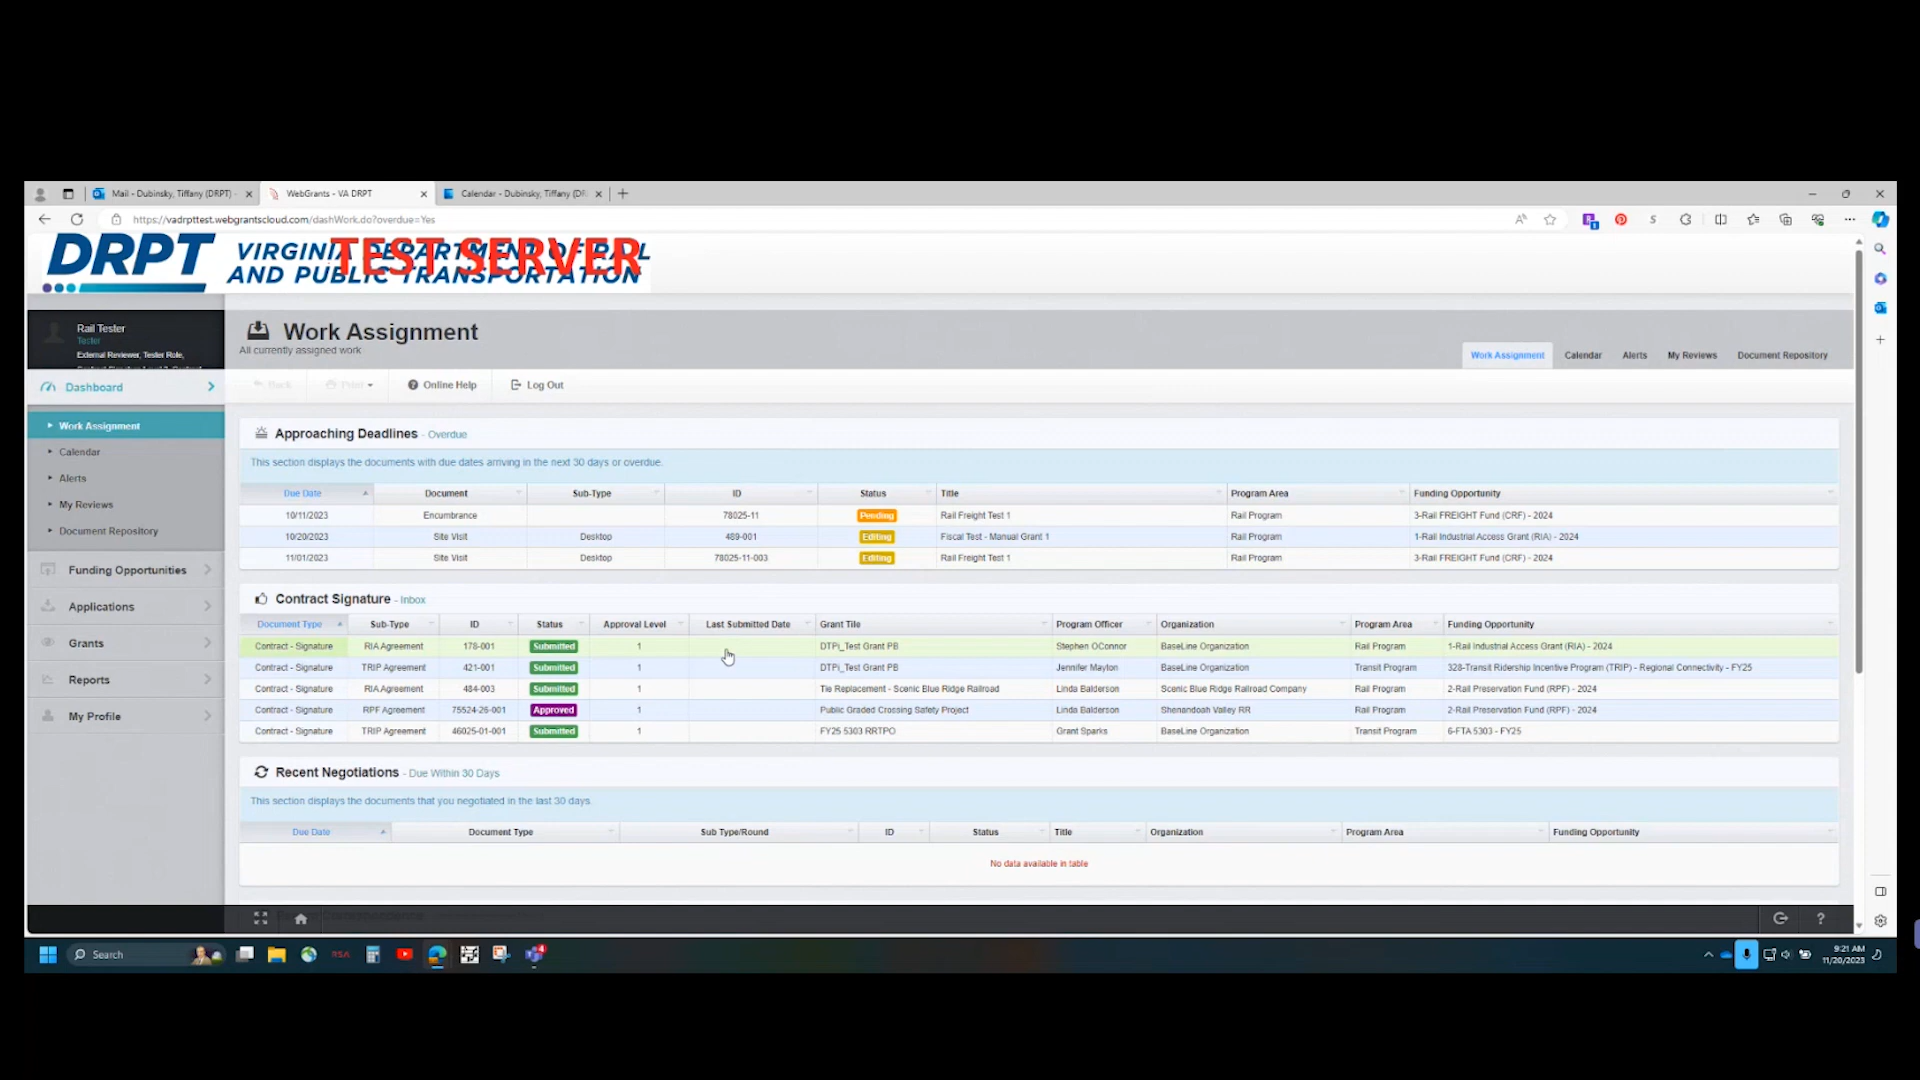 Mail - Dubinsky, Tiffany (DRPT) -
WebGrants - VA DRPT
Calendar - Dubinsky, Tiffany (DR
https://vadrpttest.webgrantscloud.com/dashWork.do?overdue=Yes
DRPT VIRGINIA DEPARTMENT OF RAIL
AND PUBLIC TRANSPORTATION
TEST SERVER
Rail Tester
Tester
External Reviewer, Tester Role,
Work Assignment
All currently assigned work
Work Assignment Calendar Alerts My Reviews Document Repository
Dashboard
Back Print Online Help Log Out
Work Assignment
Calendar
Alerts
My Reviews
Document Repository
Funding Opportunities
Applications
Grants
Reports
My Profile
Approaching Deadlines - Overdue
This section displays the documents with due dates arriving in the next 30 days or overdue.
Due Date Document Sub-Type ID Status Title Program Area Funding Opportunity
10/11/2023 Encumbrance 78025-11 Pending Rail Freight Test 1 Rail Program 3-Rail FREIGHT Fund (CRF) - 2024
10/20/2023 Site Visit Desktop 489-001 Editing Fiscal Test - Manual Grant 1 Rail Program 1-Rail Industrial Access Grant (RIA) - 2024
11/01/2023 Site Visit Desktop 78025-11-003 Editing Rail Freight Test 1 Rail Program 3-Rail FREIGHT Fund (CRF) - 2024
Contract Signature - Inbox
Document Type Sub-Type ID Status Approval Level Last Submitted Date Grant Tile Program Officer Organization Program Area Funding Opportunity
Contract - Signature RIA Agreement 178-001 Submitted 1 DTPi_Test Grant PB Stephen OConnor BaseLine Organization Rail Program 1-Rail Industrial Access Grant (RIA) - 2024
Contract - Signature TRIP Agreement 421-001 Submitted 1 DTPi_Test Grant PB Jennifer Mayton BaseLine Organization Transit Program 328-Transit Ridership Incentive Program (TRIP) - Regional Connectivity - FY25
Contract - Signature RIA Agreement 484-003 Submitted 1 Tie Replacement - Scenic Blue Ridge Railroad Linda Balderson Scenic Blue Ridge Railroad Company Rail Program 2-Rail Preservation Fund (RPF) - 2024
Contract - Signature RPF Agreement 75524-26-001 Approved 1 Public Graded Crossing Safety Project Linda Balderson Shenandoah Valley RR Rail Program 2-Rail Preservation Fund (RPF) - 2024
Contract - Signature TRIP Agreement 46025-01-001 Submitted 1 FY25 5303 RRTPO Grant Sparks BaseLine Organization Transit Program 6-FTA 5303 - FY25
Recent Negotiations - Due Within 30 Days
This section displays the documents that you negotiated in the last 30 days.
Due Date Document Type Sub Type/Round ID Status Title Organization Program Area Funding Opportunity
No data available in table
Search
RSA
9:21 AM
11/20/2023